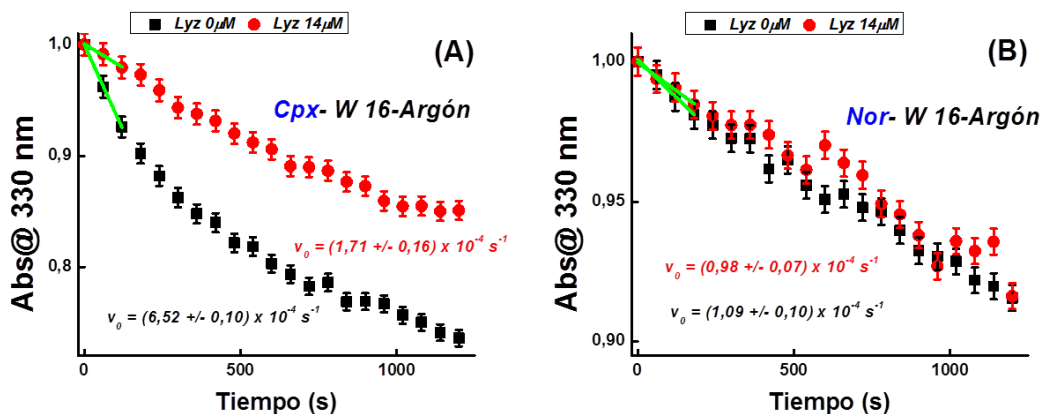 Lyz 0μM Lyz 14μM
(A)
Cpx- W 16-Argón
v0 = (1,71 +/- 0,16) x 10-4 s-1
v0 = (6,52 +/- 0,10) x 10-4 s-1
1,0
0,9
0,8
Abs@ 330 nm
0 500 1000
Tiempo (s)
Lyz 0μM Lyz 14μM
(B)
Nor- W 16-Argón
v0 = (0,98 +/- 0,07) x 10-4 s-1
v0 = (1,09 +/- 0,10) x 10-4 s-1
1,00
0,95
0,90
Abs@ 330 nm
0 500 1000
Tiempo (s)